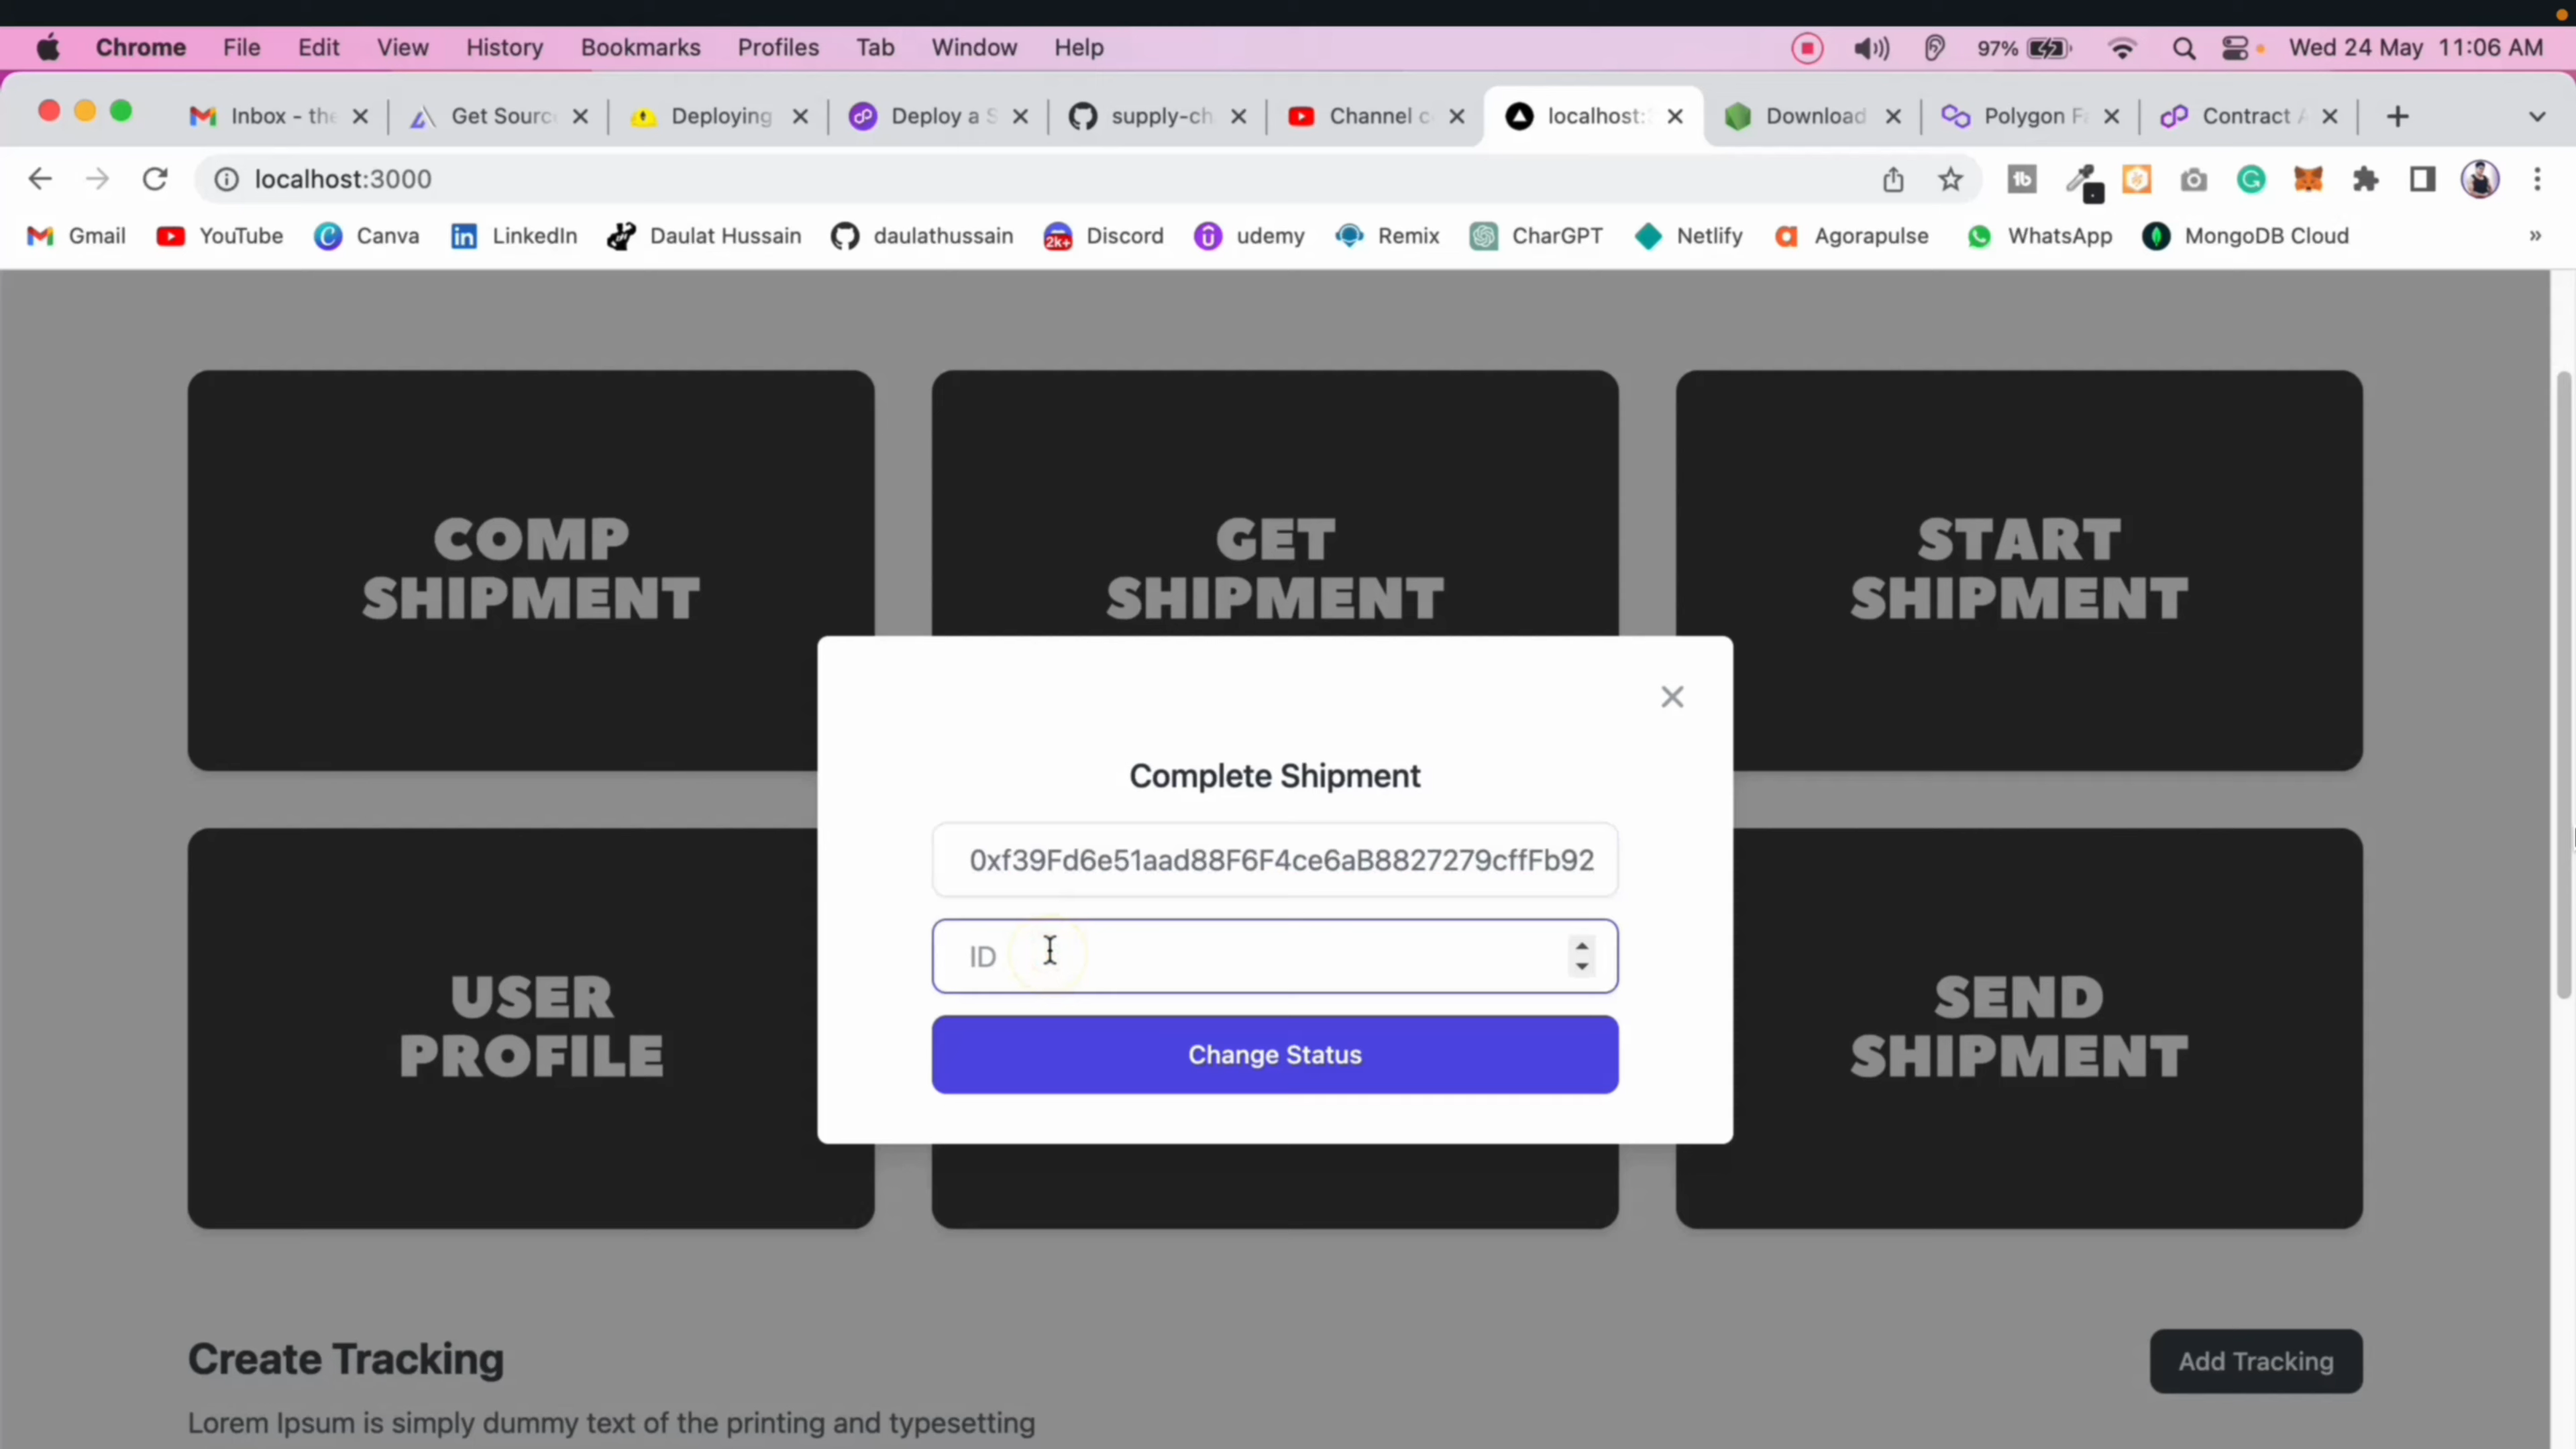 Chrome File Edit View History Bookmarks Profiles Tab Window Help 97% Wed 24 May 11:06 AM
Inbox - the Get Sourc Deploying Deploy a S supply-ch Channel c localhost: Download Polygon Fa Contract A
localhost:3000
Gmail YouTube Canva LinkedIn Daulat Hussain daulathussain 2k+ Discord udemy Remix CharGPT Netlify Agorapulse WhatsApp MongoDB Cloud »
COMP
SHIPMENT
GET
SHIPMENT
START
SHIPMENT
Complete Shipment
0xf39Fd6e51aad88F6F4ce6aB8827279cffFb92
ID
Change Status
USER
PROFILE
SEND
SHIPMENT
Create Tracking
Add Tracking
Lorem Ipsum is simply dummy text of the printing and typesetting